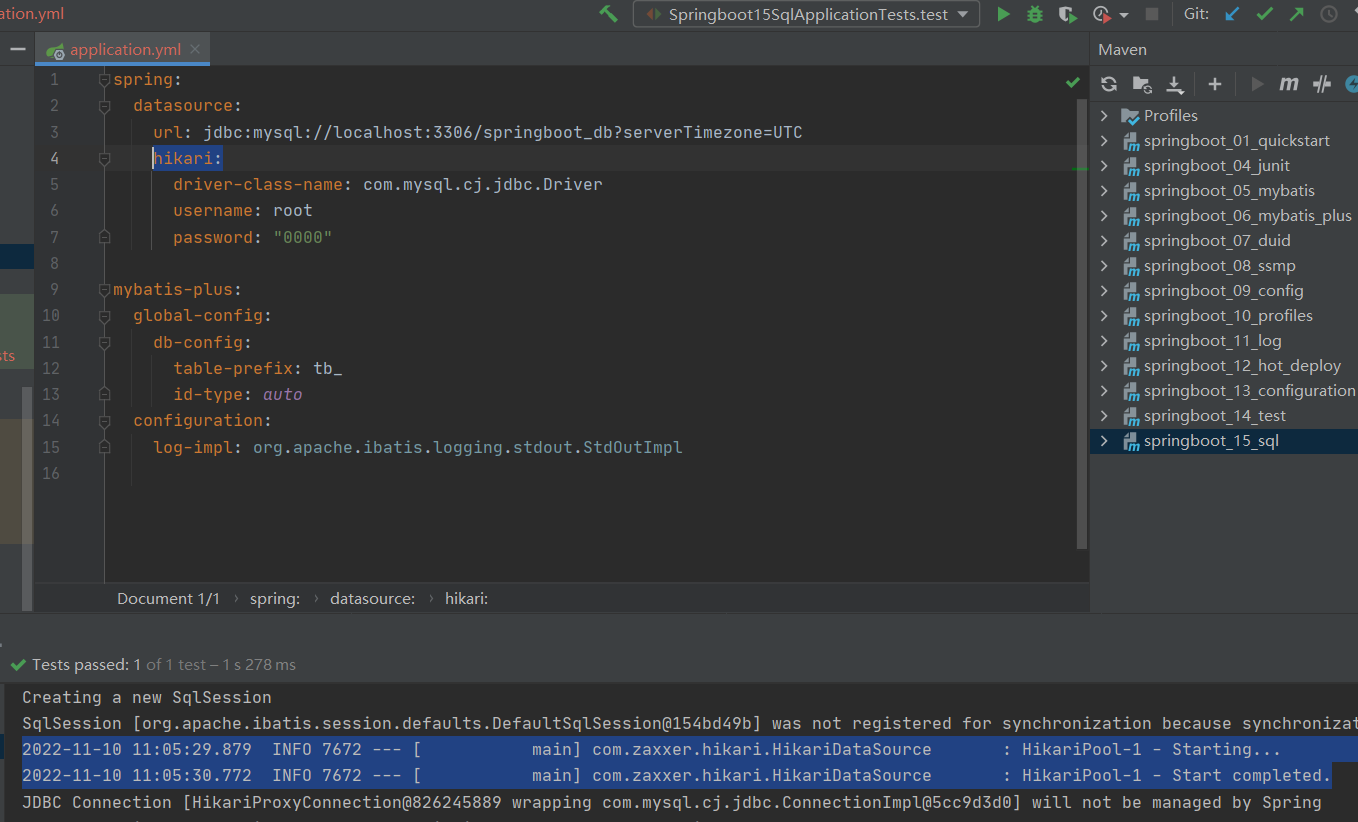 ation.yml
Springboot15SqlApplicationTests.test
Git:
application.yml
Maven
1 spring:
2 datasource:
3 url: jdbc:mysql://localhost:3306/springboot_db?serverTimezone=UTC
4 hikari:
5 driver-class-name: com.mysql.cj.jdbc.Driver
6 username: root
7 password: "0000"
8
9 mybatis-plus:
10 global-config:
11 db-config:
12 table-prefix: tb_
13 id-type: auto
14 configuration:
15 log-impl: org.apache.ibatis.logging.stdout.StdOutImpl
16
sts
Document 1/1 › spring: › datasource: › hikari:
Profiles
springboot_01_quickstart
springboot_04_junit
springboot_05_mybatis
springboot_06_mybatis_plus
springboot_07_duid
springboot_08_ssmp
springboot_09_config
springboot_10_profiles
springboot_11_log
springboot_12_hot_deploy
springboot_13_configuration
springboot_14_test
springboot_15_sql
Tests passed: 1 of 1 test – 1 s 278 ms
Creating a new SqlSession
SqlSession [org.apache.ibatis.session.defaults.DefaultSqlSession@154bd49b] was not registered for synchronization because synchronizat
2022-11-10 11:05:29.879  INFO 7672 --- [           main] com.zaxxer.hikari.HikariDataSource       : HikariPool-1 - Starting...
2022-11-10 11:05:30.772  INFO 7672 --- [           main] com.zaxxer.hikari.HikariDataSource       : HikariPool-1 - Start completed.
JDBC Connection [HikariProxyConnection@826245889 wrapping com.mysql.cj.jdbc.ConnectionImpl@5cc9d3d0] will not be managed by Spring